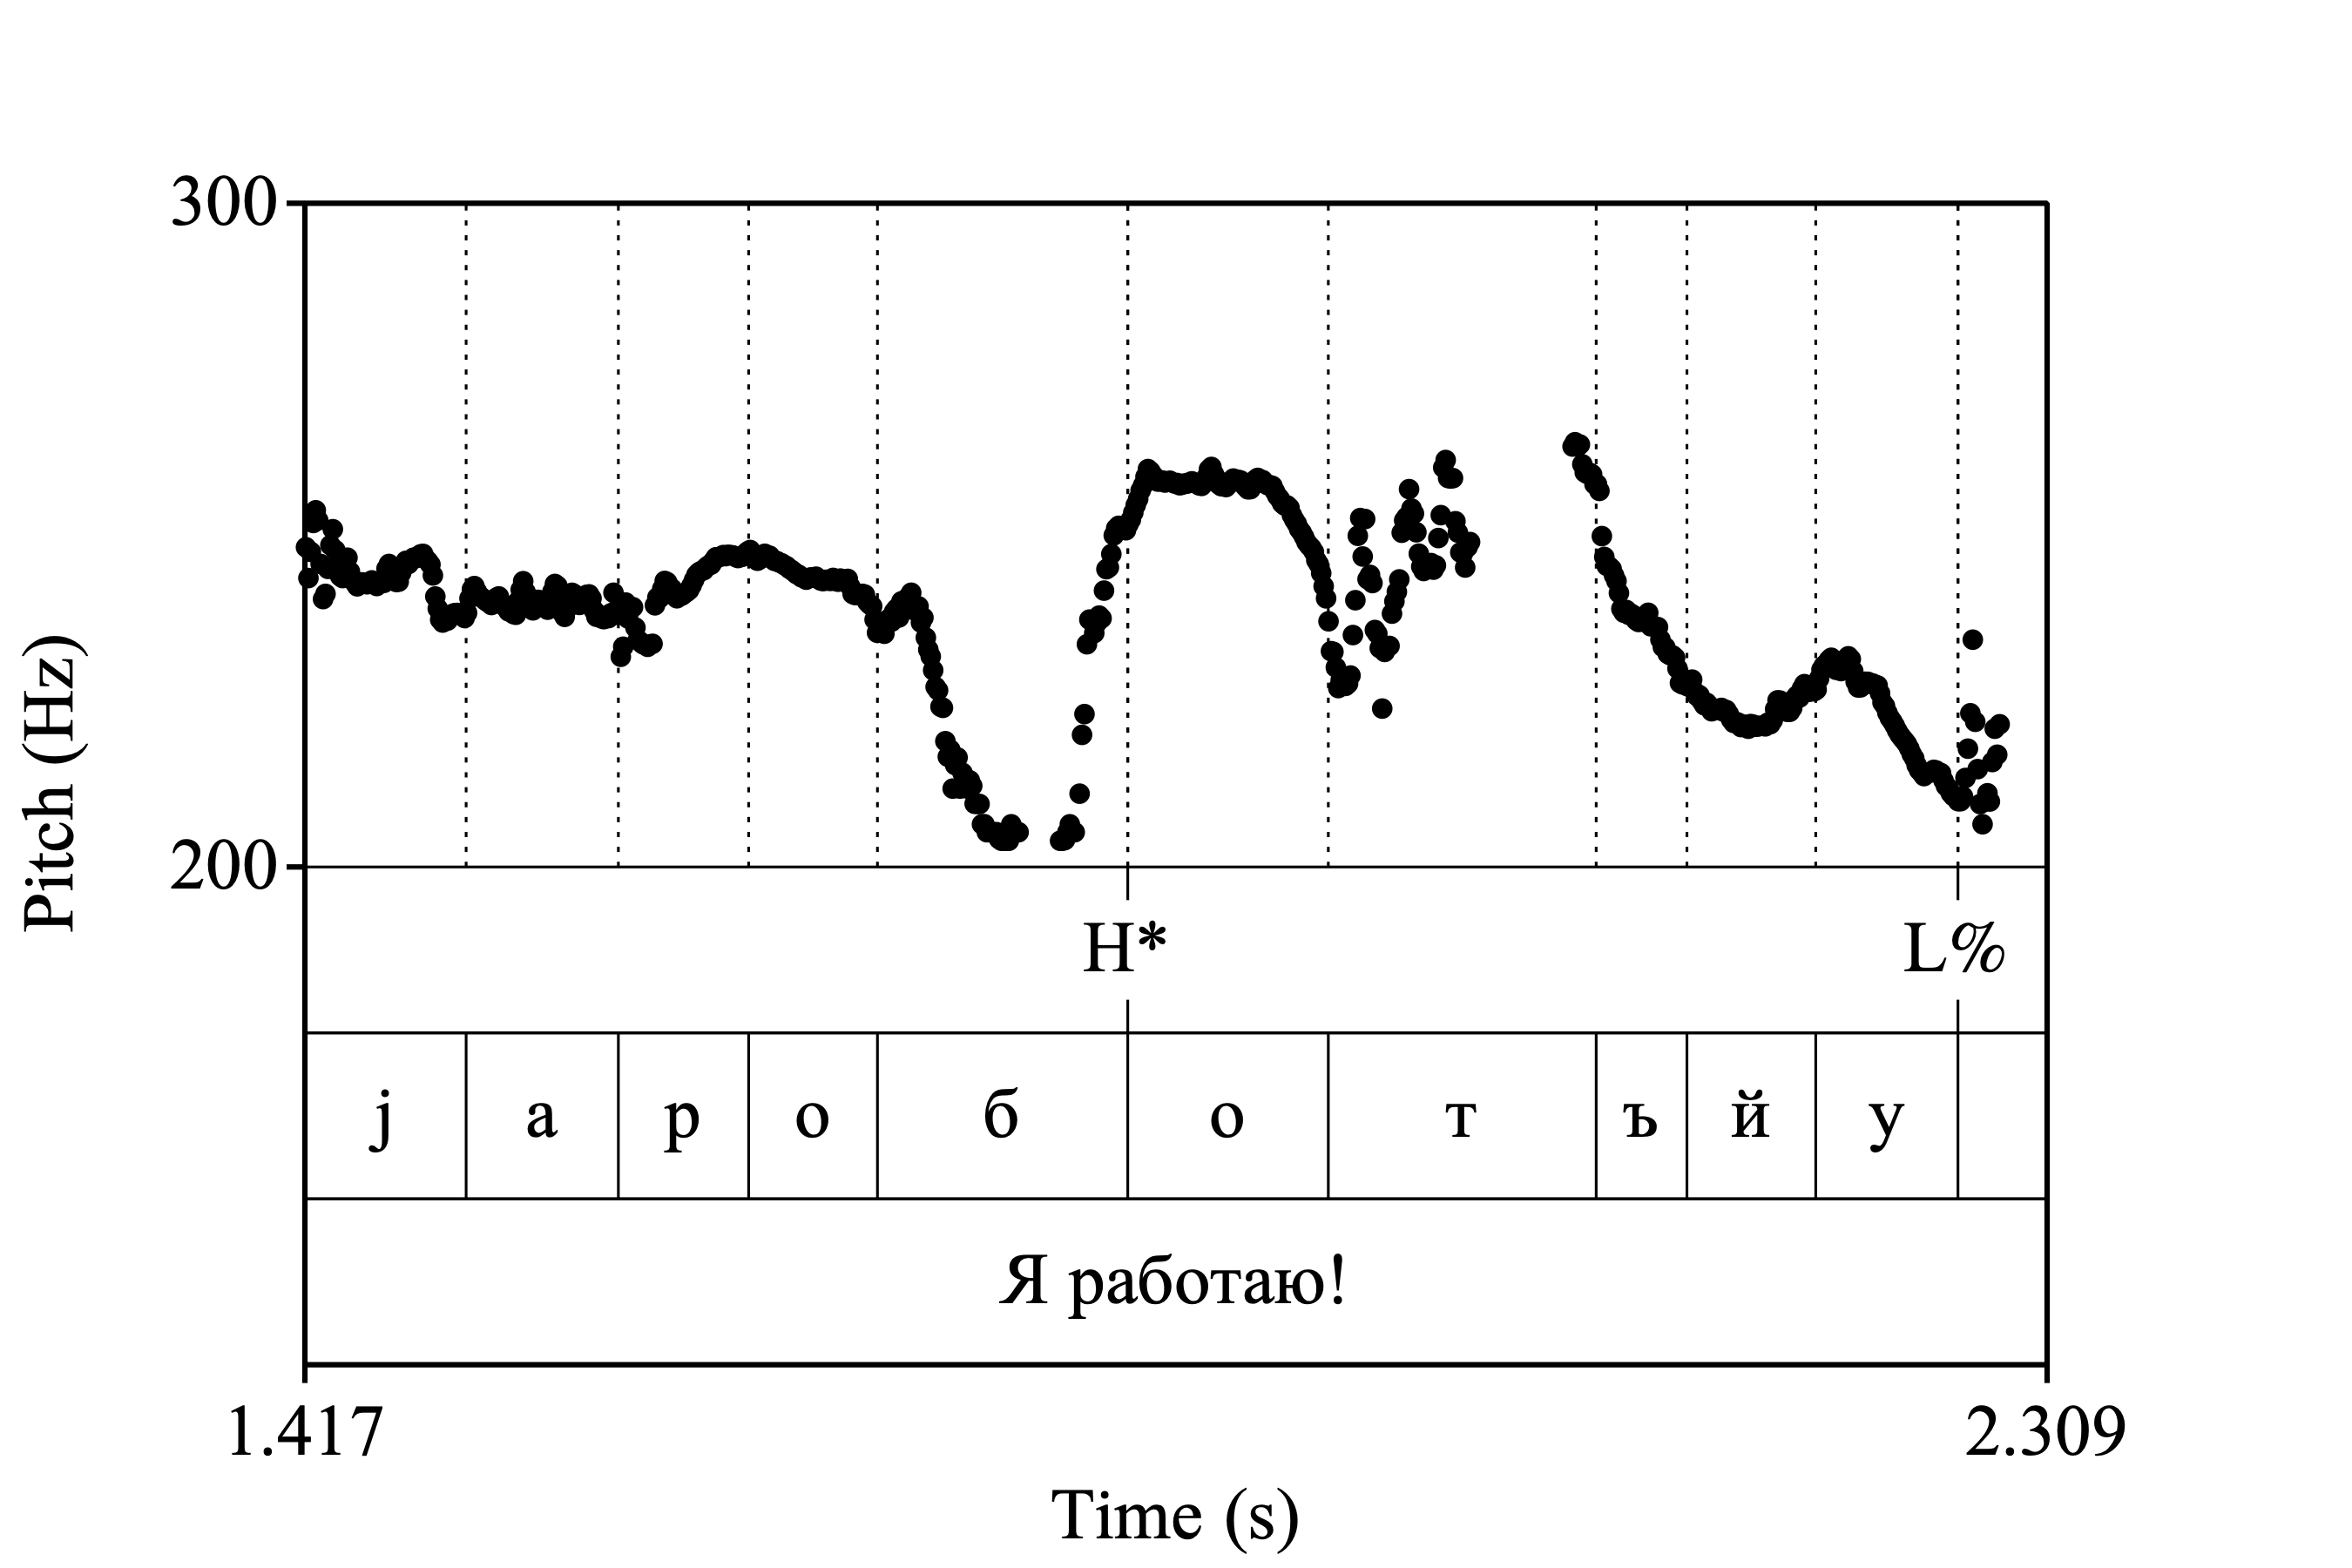 300
Pitch (Hz)
200
H* L%
j а р о б о т ъ й у
Я работаю!
1.417 2.309
Time (s)